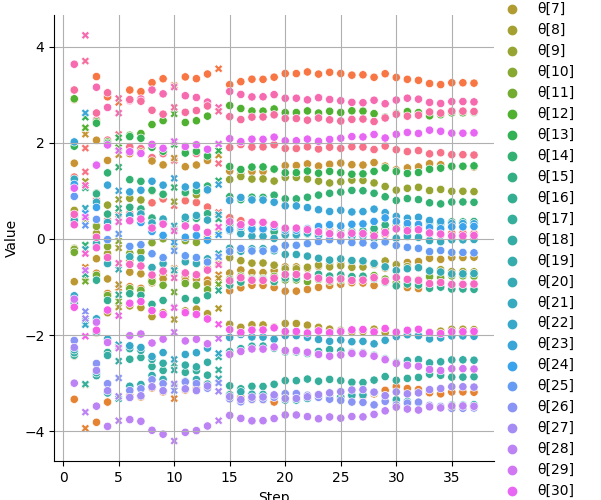 Value
4
2
0
−2
−4
0
5
10
15
20
25
30
35
Step
θ[7]
θ[8]
θ[9]
θ[10]
θ[11]
θ[12]
θ[13]
θ[14]
θ[15]
θ[16]
θ[17]
θ[18]
θ[19]
θ[20]
θ[21]
θ[22]
θ[23]
θ[24]
θ[25]
θ[26]
θ[27]
θ[28]
θ[29]
θ[30]